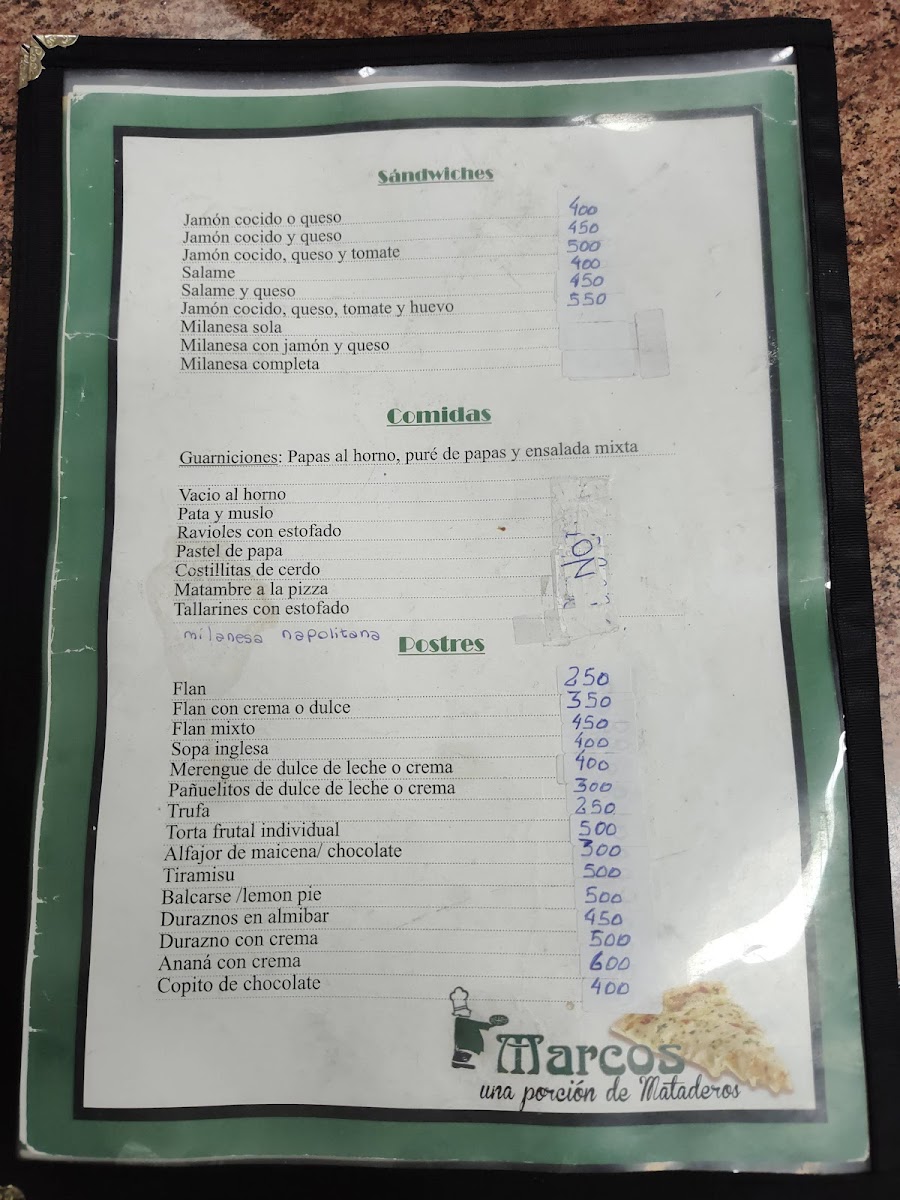 Sándwiches
Jamón cocido o queso 400
Jamón cocido y queso 450
Jamón cocido, queso y tomate 500
Salame 400
Salame y queso 450
Jamón cocido, queso, tomate y huevo 550
Milanesa sola
Milanesa con jamón y queso
Milanesa completa
Comidas
Guarniciones: Papas al horno, puré de papas y ensalada mixta
Vacio al horno
Pata y muslo
Ravioles con estofado
Pastel de papa
Costillitas de cerdo
Matambre a la pizza
Tallarines con estofado
NO
milanesa napolitana
Postres
Flan 250
Flan con crema o dulce 350
Flan mixto 450
Sopa inglesa 400
Merengue de dulce de leche o crema 400
Pañuelitos de dulce de leche o crema 300
Trufa 250
Torta frutal individual 500
Alfajor de maicena/ chocolate 300
Tiramisu 500
Balcarse /lemon pie 500
Duraznos en almibar 450
Durazno con crema 500
Ananá con crema 600
Copito de chocolate 400
Marcos
una porción de Mataderos